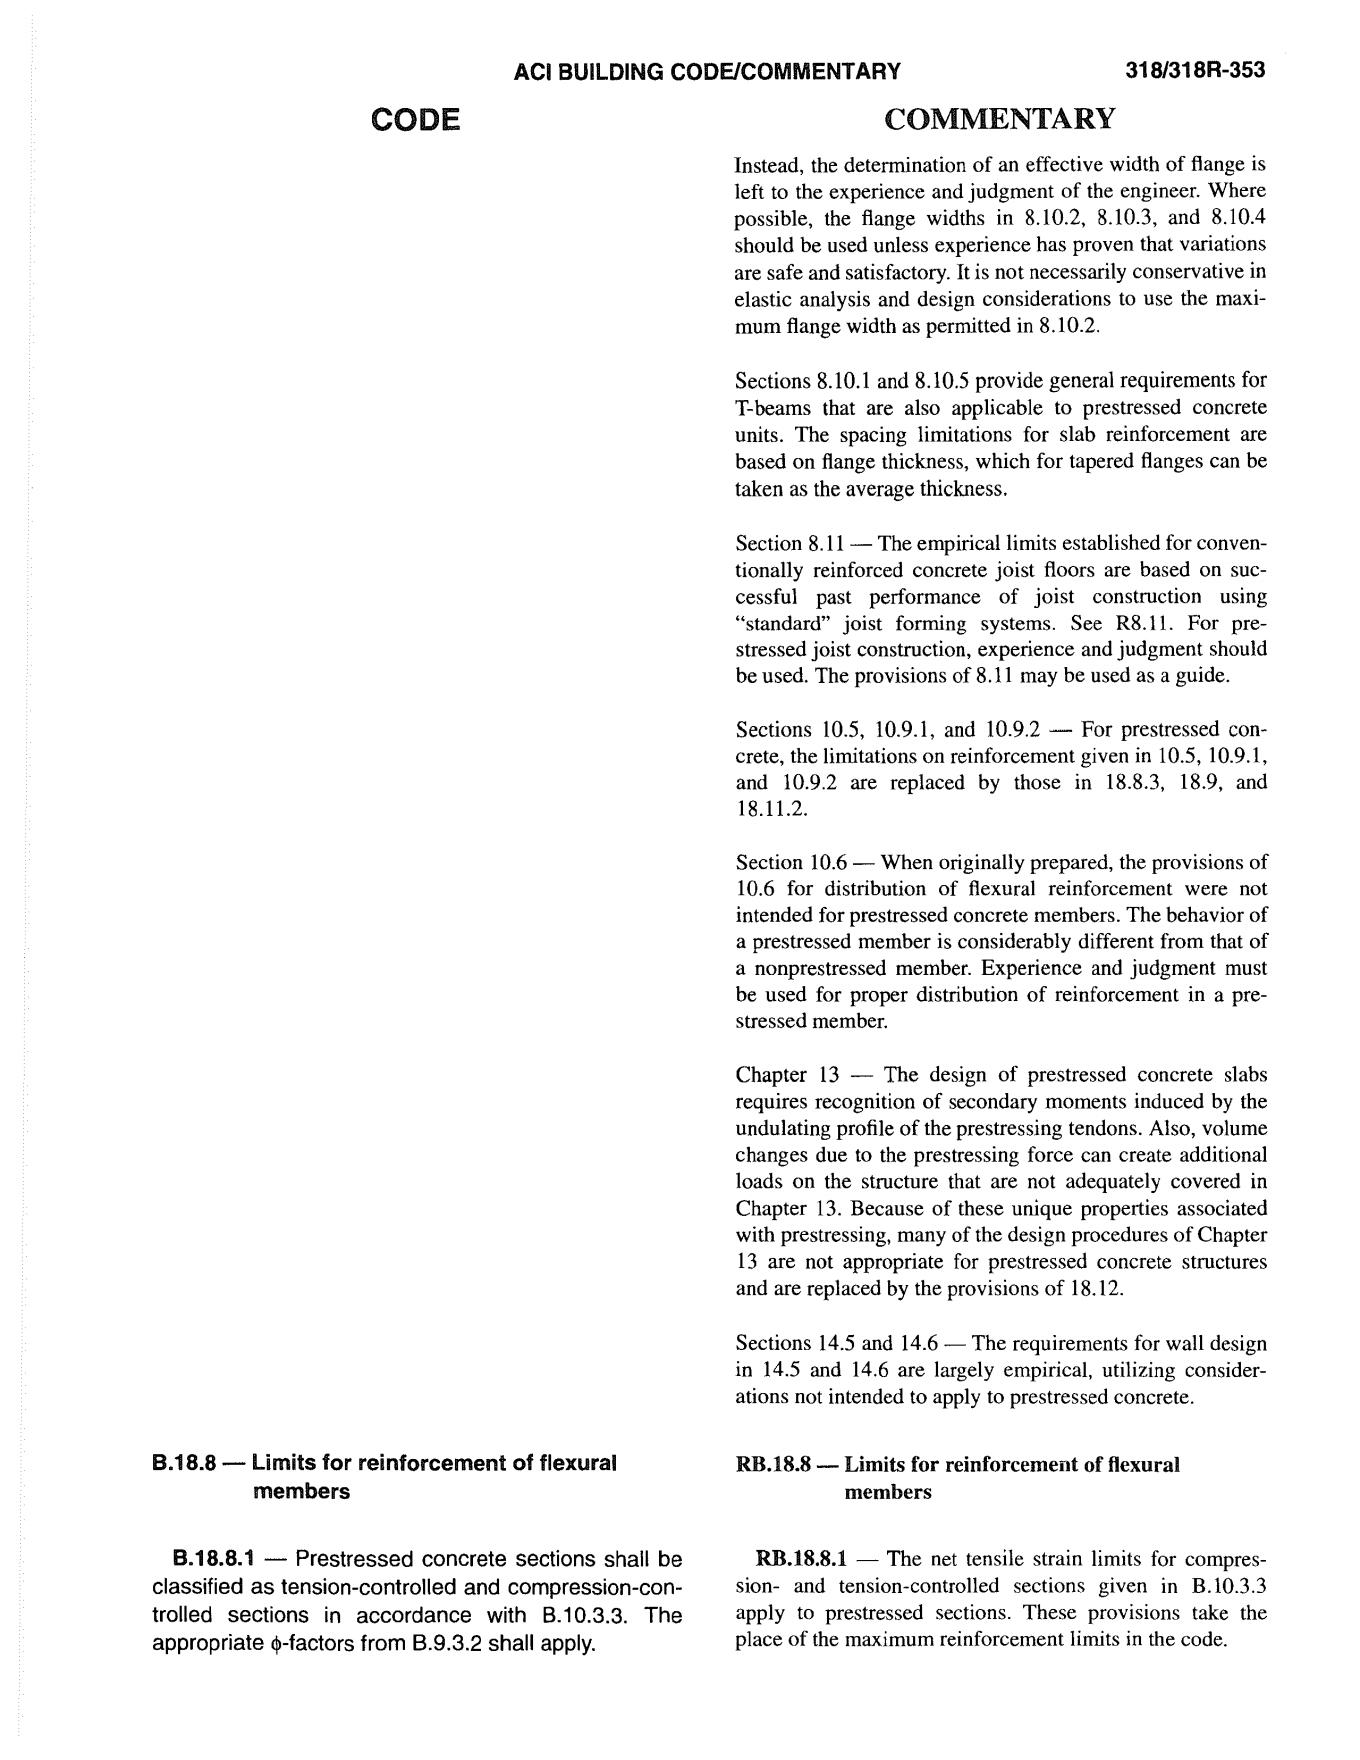 ACI BUILDING CODE/COMMENTARY 318/318R-353
CODE
COMMENTARY
Instead, the determination of an effective width of flange is
left to the experience and judgment of the engineer. Where
possible, the flange widths in 8.10.2, 8.10.3, and 8.10.4
should be used unless experience has proven that variations
are safe and satisfactory. It is not necessarily conservative in
elastic analysis and design considerations to use the maxi-
mum flange width as permitted in 8.10.2.
Sections 8.10.1 and 8.10.5 provide general requirements for
T-beams that are also applicable to prestressed concrete
units. The spacing limitations for slab reinforcement are
based on flange thickness, which for tapered flanges can be
taken as the average thickness.
Section 8.11 — The empirical limits established for conven-
tionally reinforced concrete joist floors are based on suc-
cessful past performance of joist construction using
“standard” joist forming systems. See R8.11. For pre-
stressed joist construction, experience and judgment should
be used. The provisions of 8.11 may be used as a guide.
Sections 10.5, 10.9.1, and 10.9.2 — For prestressed con-
crete, the limitations on reinforcement given in 10.5, 10.9.1,
and 10.9.2 are replaced by those in 18.8.3, 18.9, and
18.11.2.
Section 10.6 — When originally prepared, the provisions of
10.6 for distribution of flexural reinforcement were not
intended for prestressed concrete members. The behavior of
a prestressed member is considerably different from that of
a nonprestressed member. Experience and judgment must
be used for proper distribution of reinforcement in a pre-
stressed member.
Chapter 13 — The design of prestressed concrete slabs
requires recognition of secondary moments induced by the
undulating profile of the prestressing tendons. Also, volume
changes due to the prestressing force can create additional
loads on the structure that are not adequately covered in
Chapter 13. Because of these unique properties associated
with prestressing, many of the design procedures of Chapter
13 are not appropriate for prestressed concrete structures
and are replaced by the provisions of 18.12.
Sections 14.5 and 14.6 — The requirements for wall design
in 14.5 and 14.6 are largely empirical, utilizing consider-
ations not intended to apply to prestressed concrete.
B.18.8 — Limits for reinforcement of flexural
members
B.18.8.1 — Prestressed concrete sections shall be
classified as tension-controlled and compression-con-
trolled sections in accordance with B.10.3.3. The
appropriate ϕ-factors from B.9.3.2 shall apply.
RB.18.8 — Limits for reinforcement of flexural
members
RB.18.8.1 — The net tensile strain limits for compres-
sion- and tension-controlled sections given in B.10.3.3
apply to prestressed sections. These provisions take the
place of the maximum reinforcement limits in the code.